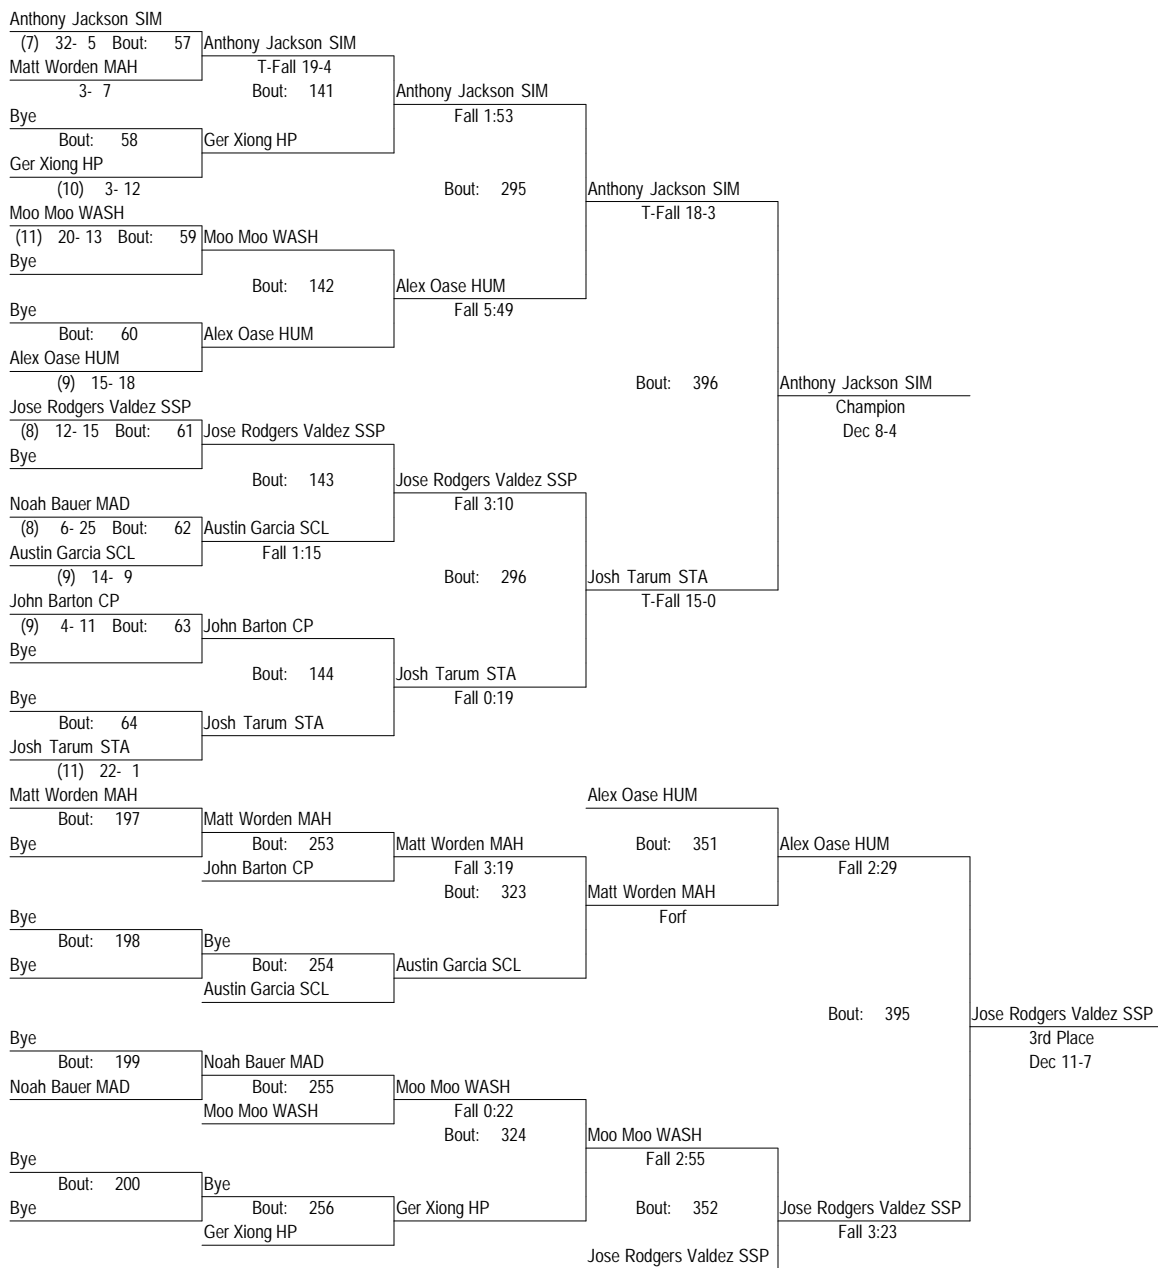 Anthony Jackson SIM
(7) 32- 5 Bout: 57 Anthony Jackson SIM
Matt Worden MAH T-Fall 19-4
3- 7 Bout: 141 Anthony Jackson SIM
Bye Fall 1:53
Bout: 58 Ger Xiong HP
Ger Xiong HP
(10) 3- 12 Bout: 295 Anthony Jackson SIM
Moo Moo WASH T-Fall 18-3
(11) 20- 13 Bout: 59 Moo Moo WASH
Bye
Bout: 142 Alex Oase HUM
Bye Fall 5:49
Bout: 60 Alex Oase HUM
Alex Oase HUM
(9) 15- 18 Bout: 396 Anthony Jackson SIM
Jose Rodgers Valdez SSP Champion
(8) 12- 15 Bout: 61 Jose Rodgers Valdez SSP Dec 8-4
Bye
Bout: 143 Jose Rodgers Valdez SSP
Noah Bauer MAD Fall 3:10
(8) 6- 25 Bout: 62 Austin Garcia SCL
Austin Garcia SCL Fall 1:15
(9) 14- 9 Bout: 296 Josh Tarum STA
John Barton CP T-Fall 15-0
(9) 4- 11 Bout: 63 John Barton CP
Bye
Bout: 144 Josh Tarum STA
Bye Fall 0:19
Bout: 64 Josh Tarum STA
Josh Tarum STA
(11) 22- 1
Matt Worden MAH Alex Oase HUM
Bout: 197 Matt Worden MAH
Bye Bout: 253 Matt Worden MAH Bout: 351 Alex Oase HUM
John Barton CP Fall 3:19 Fall 2:29
Bout: 323 Matt Worden MAH
Bye Forf
Bout: 198 Bye
Bye Bout: 254 Austin Garcia SCL
Austin Garcia SCL
Bout: 395 Jose Rodgers Valdez SSP
Bye 3rd Place
Bout: 199 Noah Bauer MAD Dec 11-7
Noah Bauer MAD Bout: 255 Moo Moo WASH
Moo Moo WASH Fall 0:22
Bout: 324 Moo Moo WASH
Bye Fall 2:55
Bout: 200 Bye
Bye Bout: 256 Ger Xiong HP Bout: 352 Jose Rodgers Valdez SSP
Ger Xiong HP Fall 3:23
Jose Rodgers Valdez SSP